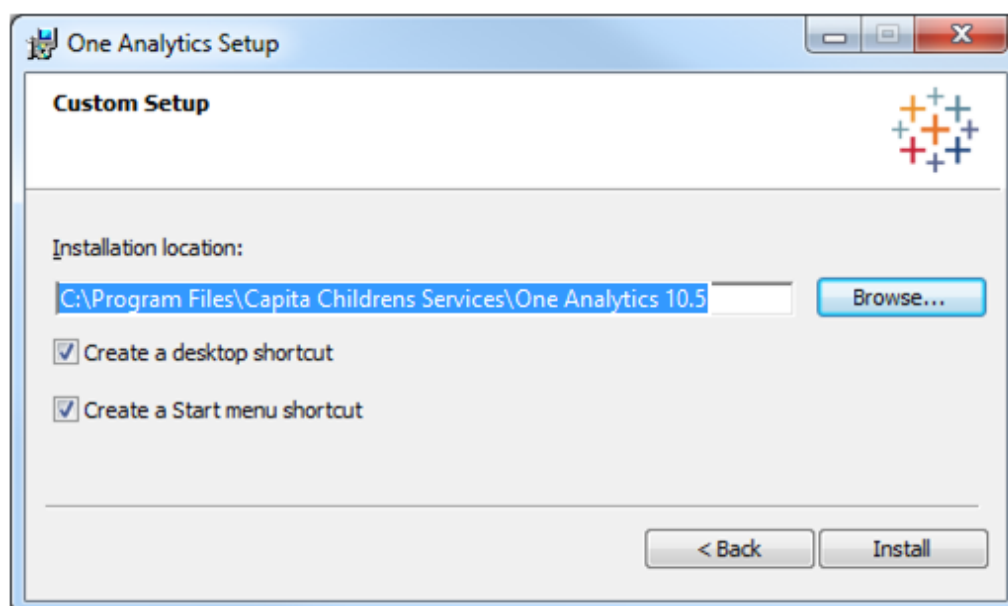 One Analytics Setup
Custom Setup
Installation location:
C:\Program Files\Capita Childrens Services\One Analytics 10.5
Browse...
Create a desktop shortcut
Create a Start menu shortcut
< Back
Install